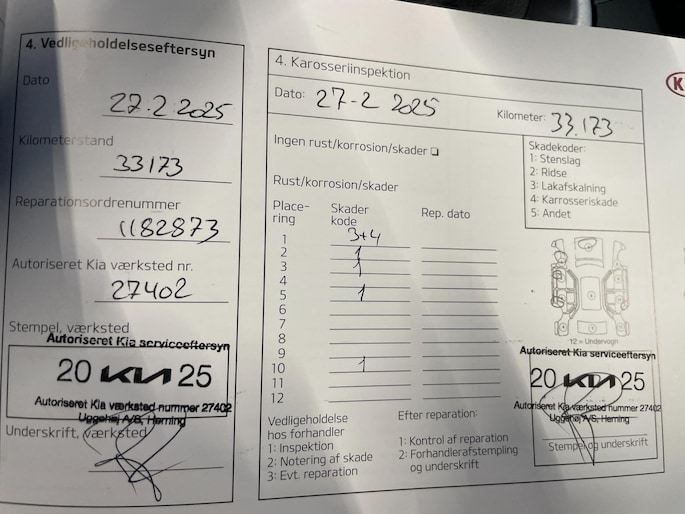 4. Vedligeholdelseseftersyn
Dato
27.2 2025
Kilometerstand
33173
Reparationsordrenummer
1182873
Autoriseret Kia værksted nr.
27402
Stempel, værksted
Autoriseret Kia serviceeftersyn
20 KIA 25
Autoriseret Kia værksted nummer 27402
Uggehøj A/S, Herning
Underskrift, værksted
4. Karosseriinspektion
Dato: 27-2 2025
Kilometer: 33.173
Ingen rust/korrosion/skader
Rust/korrosion/skader
Skadekoder:
1: Stenslag
2: Ridse
3: Lakafskalning
4: Karrosseriskade
5: Andet
Place-
ring
Skader
kode
Rep. dato
1 3+4
2 1
3 1
4
5 1
6
7
8
9
10 1
11
12
12 = Undervogn
Autoriseret Kia serviceeftersyn
20 KIA 25
Autoriseret Kia værksted nummer 27402
Uggehøj A/S, Herning
Stempel og underskrift
Vedligeholdelse
hos forhandler
1: Inspektion
2: Notering af skade
3: Evt. reparation
Efter reparation:
1: Kontrol af reparation
2: Forhandlerafstempling
og underskrift
K